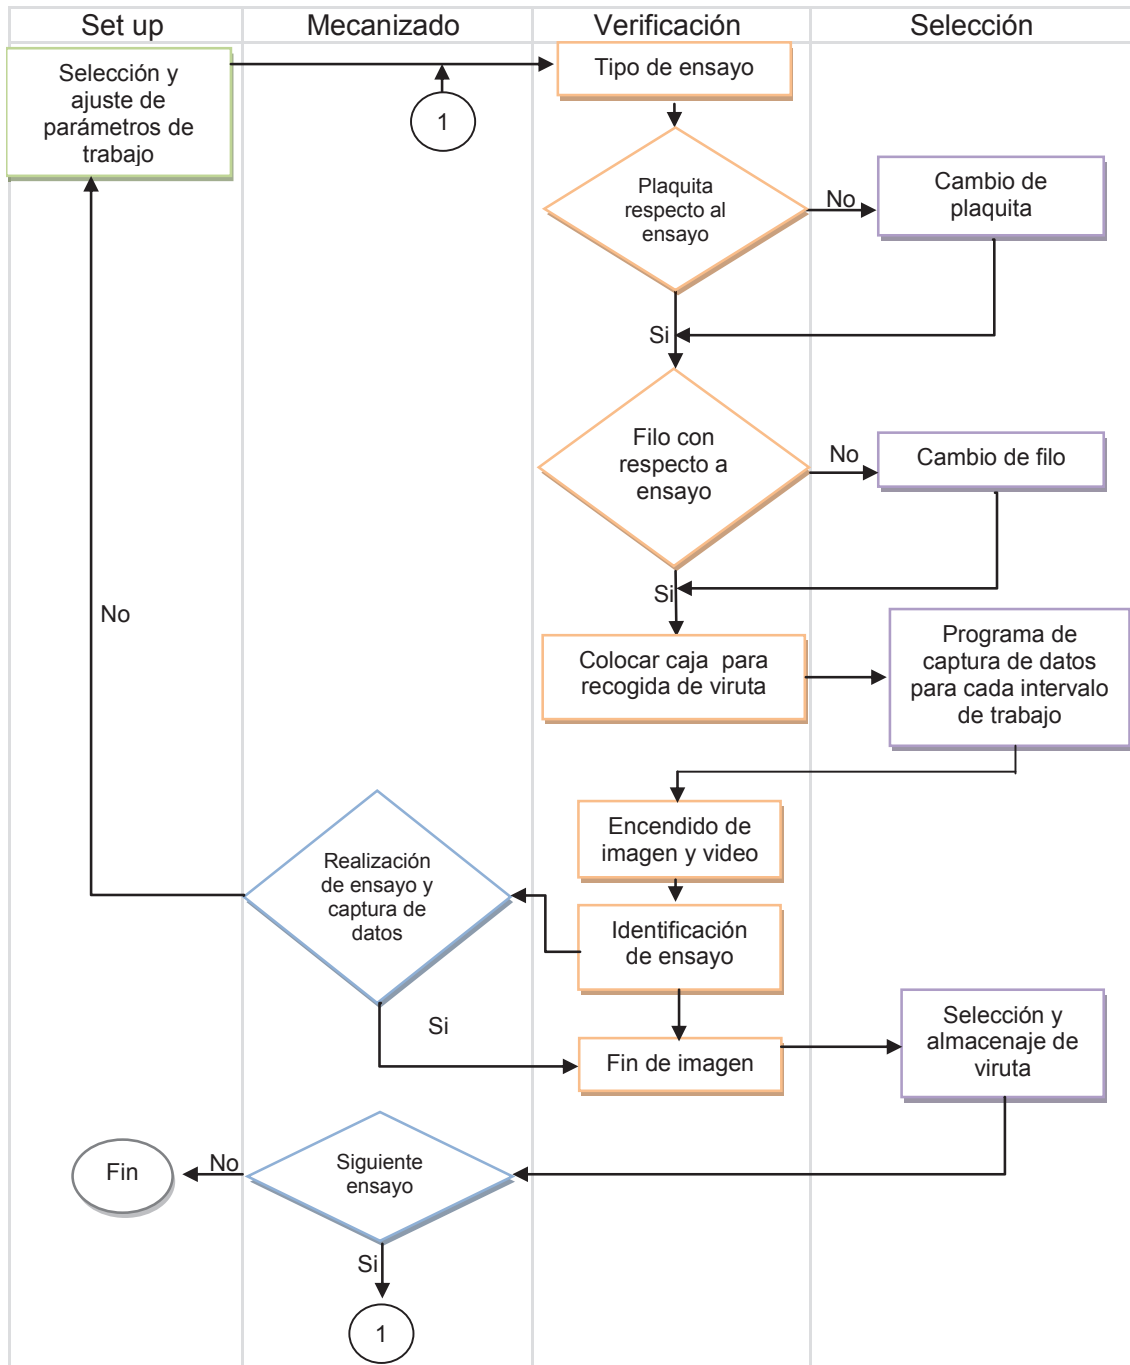 Set up
Mecanizado
Verificación
Selección
Selección y
ajuste de
parámetros de
trabajo
1
Tipo de ensayo
Plaquita
respecto al
ensayo
No
Cambio de
plaquita
Si
Filo con
respecto a
ensayo
No
Cambio de filo
Si
No
Colocar caja para
recogida de viruta
Programa de
captura de datos
para cada intervalo
de trabajo
Encendido de
imagen y video
Realización
de ensayo y
captura de
datos
Identificación
de ensayo
Si
Fin de imagen
Selección y
almacenaje de
viruta
Fin
No
Siguiente
ensayo
Si
1